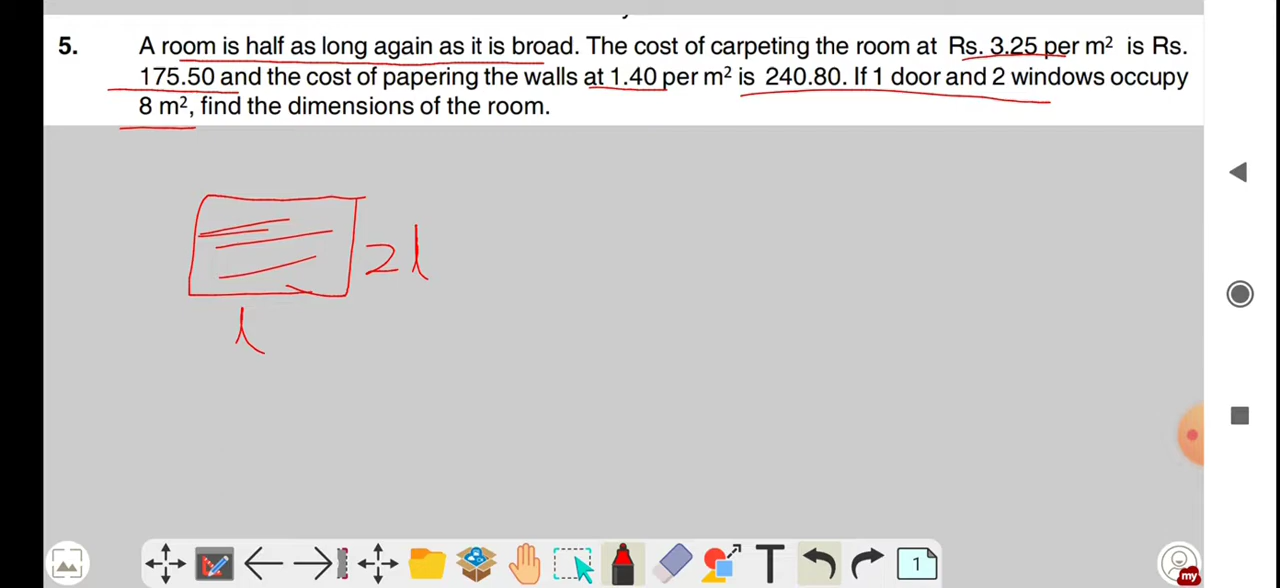 5. A room is half as long again as it is broad. The cost of carpeting the room at Rs. 3.25 per m² is Rs.
175.50 and the cost of papering the walls at 1.40 per m² is 240.80. If 1 door and 2 windows occupy
8 m², find the dimensions of the room.
2l
l
T
1
my